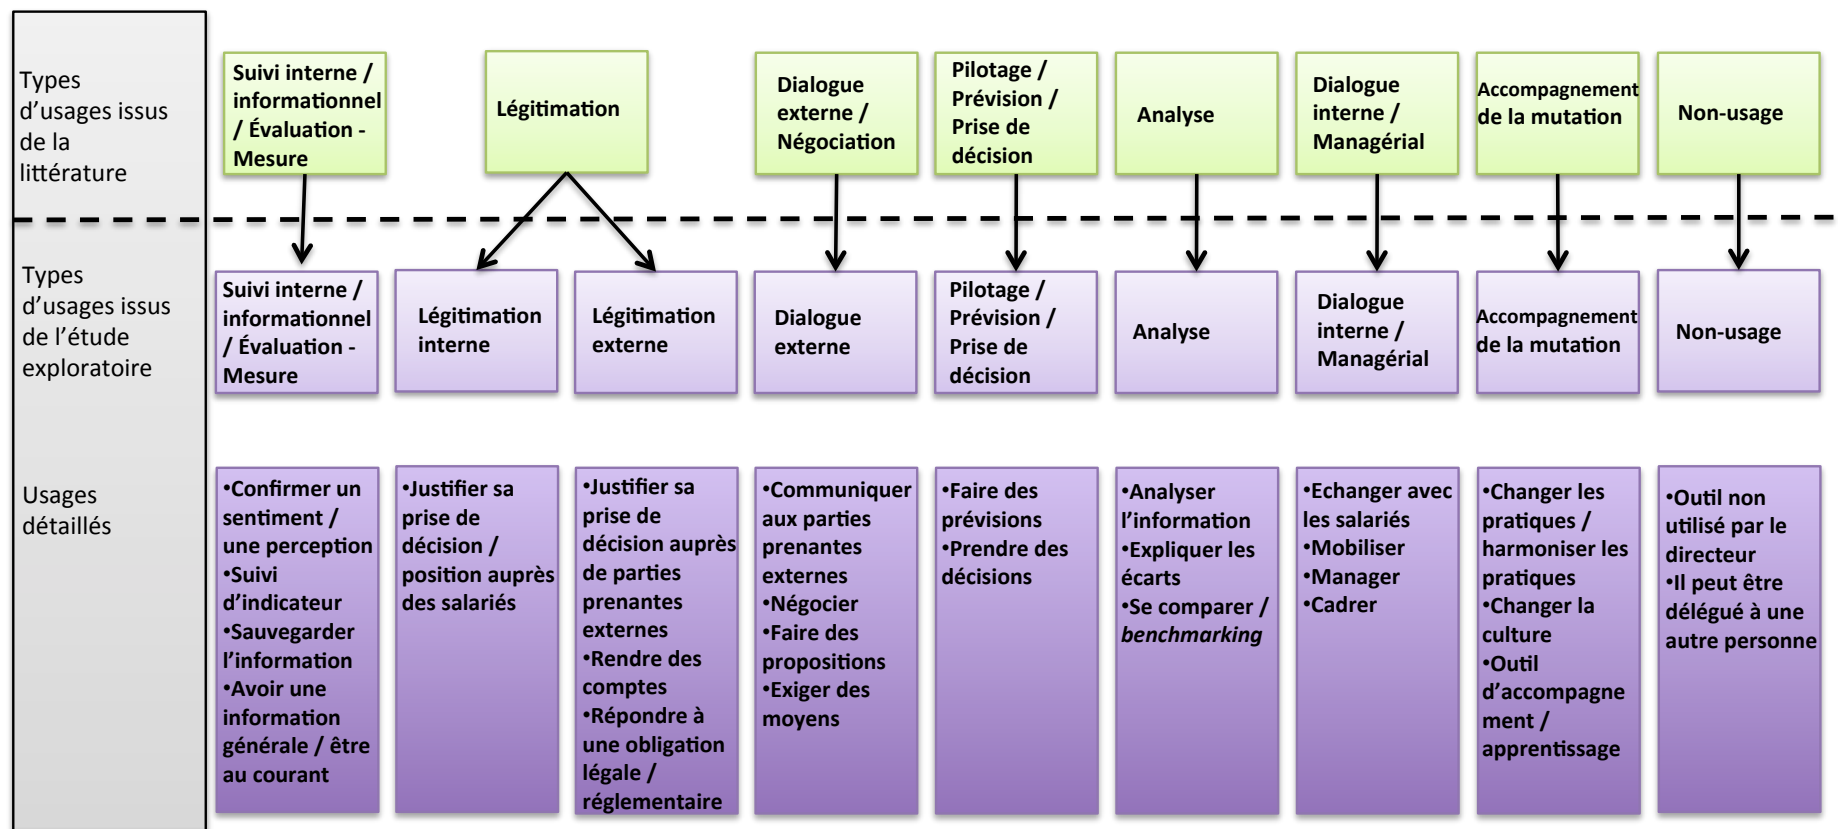 Types
d’usages issus
de la
littérature
Suivi interne /
informationnel
/ Évaluation -
Mesure
Légitimation
Dialogue
externe /
Négociation
Pilotage /
Prévision /
Prise de
décision
Analyse
Dialogue
interne /
Managérial
Accompagnement
de la mutation
Non-usage
Types
d’usages issus
de l’étude
exploratoire
Suivi interne /
informationnel
/ Évaluation -
Mesure
Légitimation
interne
Légitimation
externe
Dialogue
externe
Pilotage /
Prévision /
Prise de
décision
Analyse
Dialogue
interne /
Managérial
Accompagnement
de la mutation
Non-usage
Usages
détaillés
•Confirmer un
sentiment /
une perception
•Suivi
d’indicateur
•Sauvegarder
l’information
•Avoir une
information
générale / être
au courant
•Justifier sa
prise de
décision /
position auprès
des salariés
•Justifier sa
prise de
décision auprès
de parties
prenantes
externes
•Rendre des
comptes
•Répondre à
une obligation
légale /
réglementaire
•Communiquer
aux parties
prenantes
externes
•Négocier
•Faire des
propositions
•Exiger des
moyens
•Faire des
prévisions
•Prendre des
décisions
•Analyser
l’information
•Expliquer les
écarts
•Se comparer /
benchmarking
•Echanger avec
les salariés
•Mobiliser
•Manager
•Cadrer
•Changer les
pratiques /
harmoniser les
pratiques
•Changer la
culture
•Outil
d’accompagne
ment /
apprentissage
•Outil non
utilisé par le
directeur
•Il peut être
délégué à une
autre personne